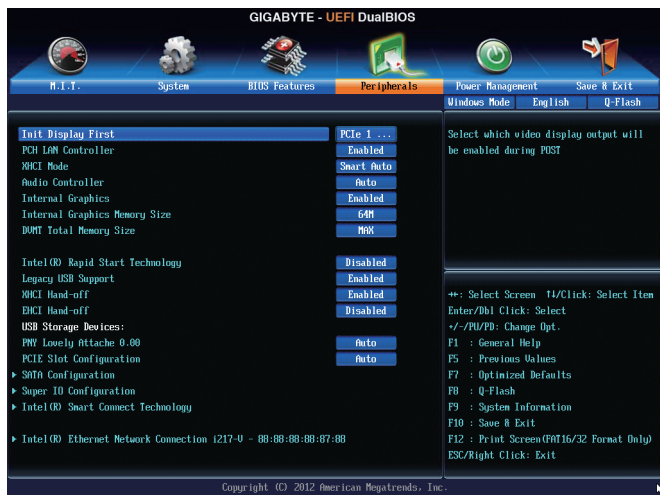 GIGABYTE - UEFI DualBIOS
M.I.T. System BIOS Features Peripherals Power Management Save & Exit
Windows Mode English Q-Flash
Init Display First PCIe 1 ...
PCH LAN Controller Enabled
XHCI Mode Smart Auto
Audio Controller Auto
Internal Graphics Enabled
Internal Graphics Memory Size 64M
DVMT Total Memory Size MAX
Intel(R) Rapid Start Technology Disabled
Legacy USB Support Enabled
XHCI Hand-off Enabled
EHCI Hand-off Disabled
USB Storage Devices:
PNY Lovely Attache 0.00 Auto
PCIE Slot Configuration Auto
SATA Configuration
Super IO Configuration
Intel(R) Smart Connect Technology
Intel(R) Ethernet Network Connection i217-V - 88:88:88:88:87:88
Select which video display output will
be enabled during POST
→←: Select Screen ↑↓/Click: Select Item
Enter/Dbl Click: Select
+/-/PU/PD: Change Opt.
F1 : General Help
F5 : Previous Values
F7 : Optimized Defaults
F8 : Q-Flash
F9 : System Information
F10 : Save & Exit
F12 : Print Screen(FAT16/32 Format Only)
ESC/Right Click: Exit
Copyright (C) 2012 American Megatrends, Inc.